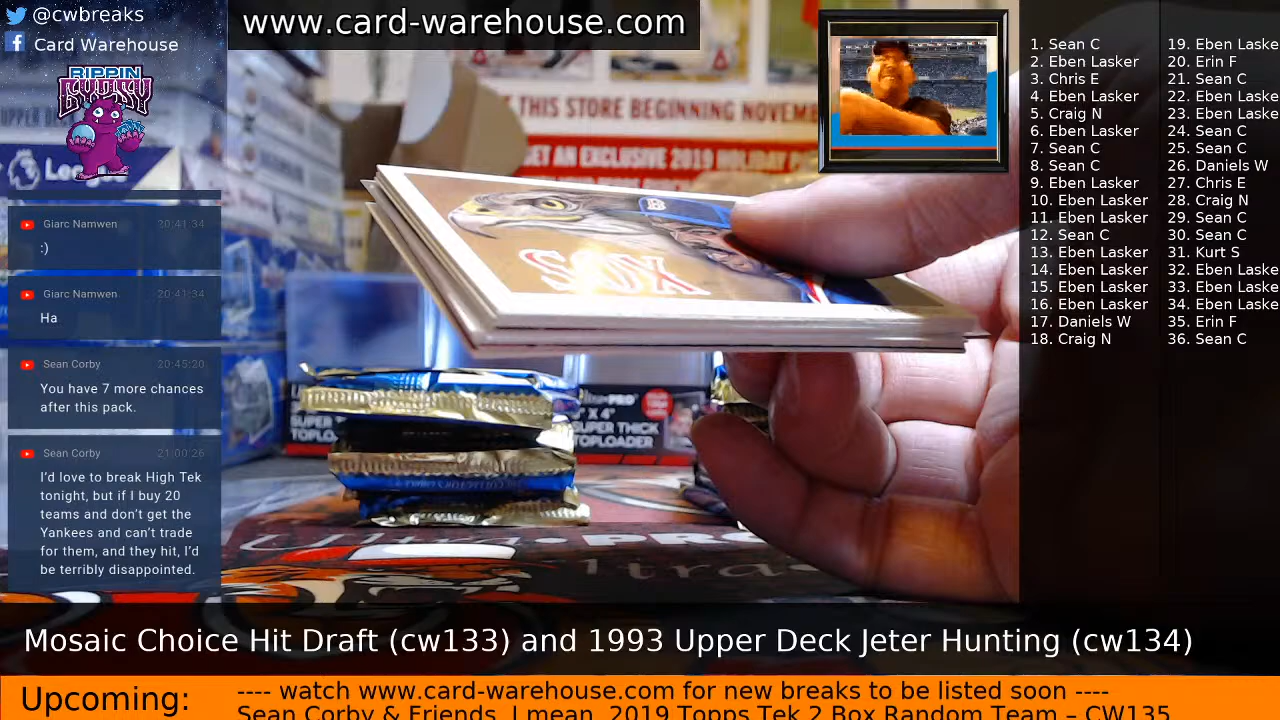 @cwbreaks
Card Warehouse
RIPPIN
GUTSY
www.card-warehouse.com
THIS STORE BEGINNING NOVEMB
GET AN EXCLUSIVE 2019 HOLIDAY P
Giarc Namwen 20:41:34
:)
Giarc Namwen 20:41:34
Ha
Sean Corby 20:45:20
You have 7 more chances
after this pack.
Sean Corby 21:00:26
I'd love to break High Tek
tonight, but if I buy 20
teams and don't get the
Yankees and can't trade
for them, and they hit, I'd
be terribly disappointed.
SOX
B
SUPER THICK
TOPLOADER
1. Sean C
2. Eben Lasker
3. Chris E
4. Eben Lasker
5. Craig N
6. Eben Lasker
7. Sean C
8. Sean C
9. Eben Lasker
10. Eben Lasker
11. Eben Lasker
12. Sean C
13. Eben Lasker
14. Eben Lasker
15. Eben Lasker
16. Eben Lasker
17. Daniels W
18. Craig N
19. Eben Laske
20. Erin F
21. Sean C
22. Eben Laske
23. Eben Laske
24. Sean C
25. Sean C
26. Daniels W
27. Chris E
28. Craig N
29. Sean C
30. Sean C
31. Kurt S
32. Eben Laske
33. Eben Laske
34. Eben Laske
35. Erin F
36. Sean C
Mosaic Choice Hit Draft (cw133) and 1993 Upper Deck Jeter Hunting (cw134)
Upcoming:
---- watch www.card-warehouse.com for new breaks to be listed soon ----
Sean Corby & Friends, I mean, 2019 Topps Tek 2 Box Random Team – CW135